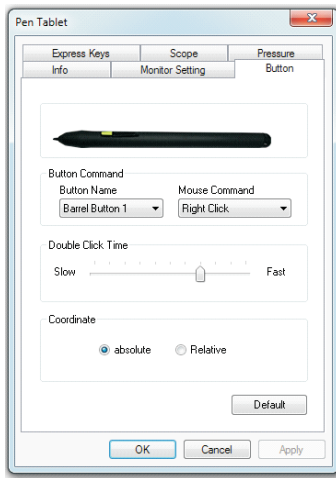 Pen Tablet
Express Keys Scope Pressure
Info Monitor Setting Button
Button Command
Button Name Mouse Command
Barrel Button 1 Right Click
Double Click Time
Slow Fast
Coordinate
absolute Relative
Default
OK Cancel Apply